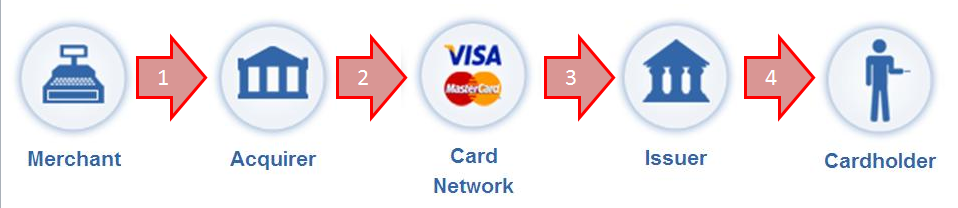 1
2
3
4
VISA
MasterCard
Merchant
Acquirer
Card
Network
Issuer
Cardholder